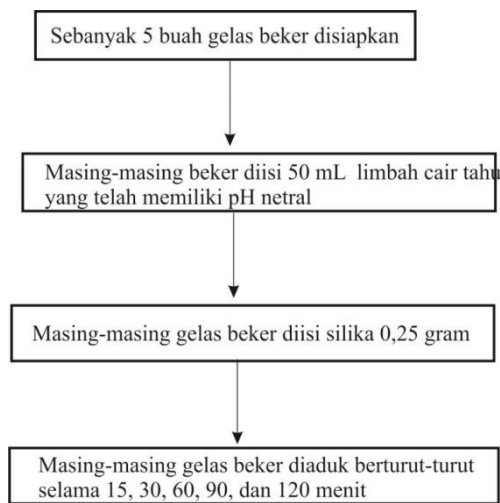 Sebanyak 5 buah gelas beker disiapkan
Masing-masing beker diisi 50 mL limbah cair tahu
yang telah memiliki pH netral
Masing-masing gelas beker diisi silika 0,25 gram
Masing-masing gelas beker diaduk berturut-turut
selama 15, 30, 60, 90, dan 120 menit